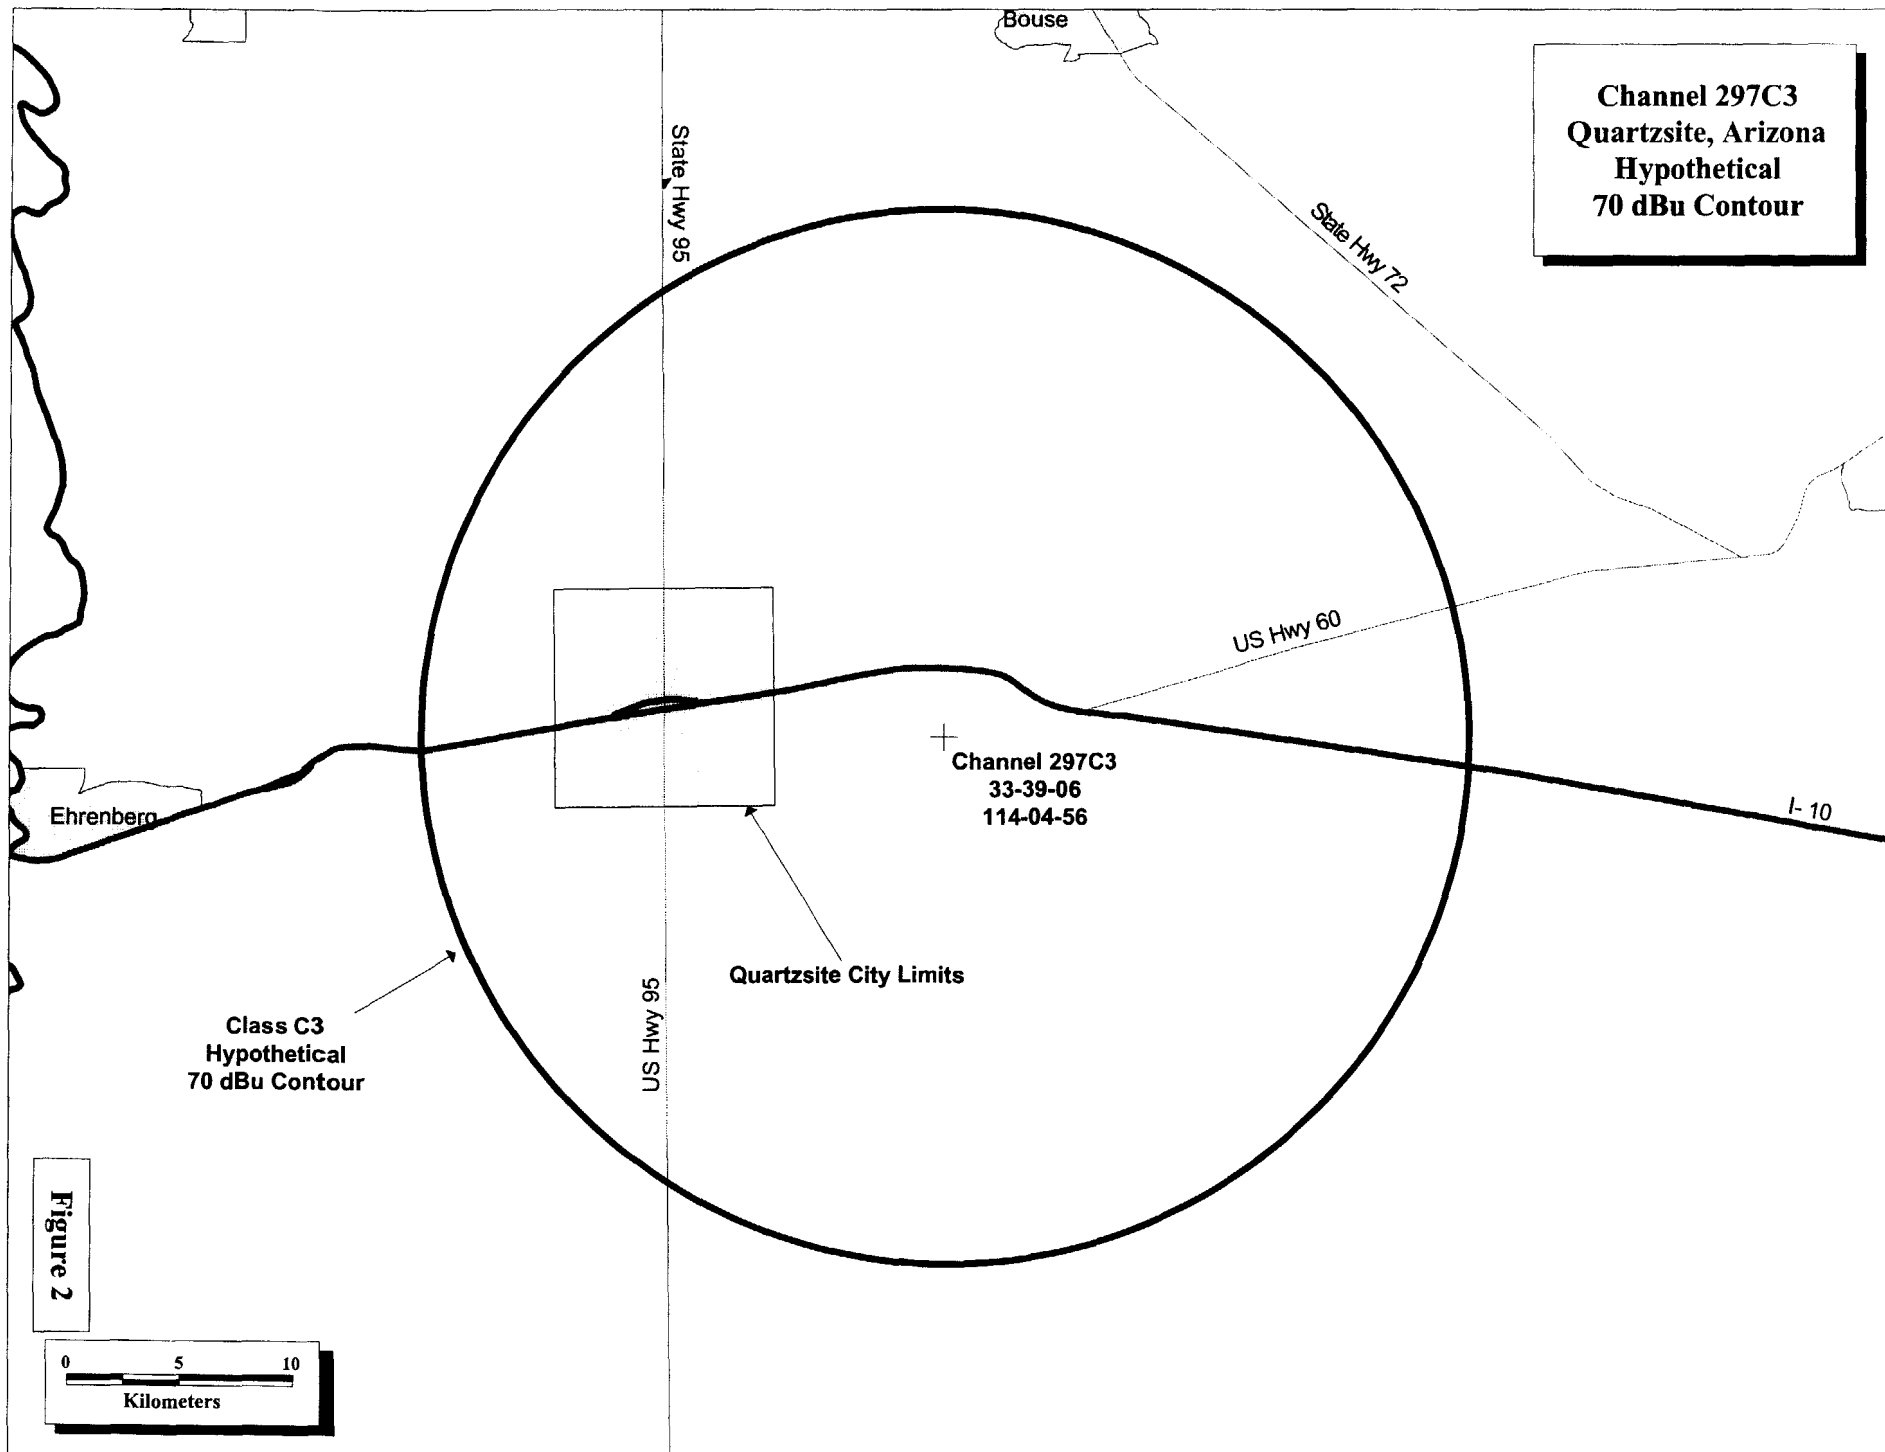 Bouse
Channel 297C3
Quartzsite, Arizona
Hypothetical
70 dBu Contour
State Hwy 95
State Hwy 72
US Hwy 60
Channel 297C3
33-39-06
114-04-56
I- 10
Ehrenberg
Quartzsite City Limits
US Hwy 95
Class C3
Hypothetical
70 dBu Contour
Figure 2
0 5 10
Kilometers